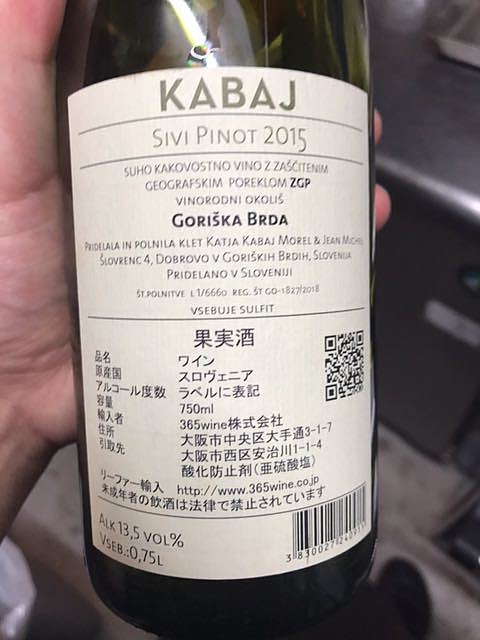 KABAJ
SIVI PINOT 2015
SUHO KAKOVOSTNO VINO Z ZAŠČITENIM
GEOGRAFSKIM POREKLOM ZGP
VINORODNI OKOLIŠ
GORIŠKA BRDA
PRIDELALA IN POLNILA KLET KATJA KABAJ MOREL & JEAN MICHEL
ŠLOVRENC 4, DOBROVO V GORIŠKIH BRDIH, SLOVENIJA
PRIDELANO V SLOVENIJI
ŠT.POLNITVE L 1/6660 REG. ŠT GO-1827/2018
VSEBUJE SULFIT
果実酒
品名 ワイン
原産国 スロヴェニア
アルコール度数 ラベルに表記
容量 750ml
輸入者 365wine株式会社
住所 大阪市中央区大手通3-1-7
引取先 大阪市西区安治川1-1-4
酸化防止剤(亜硫酸塩)
リーファー輸入 http://www.365wine.co.jp
未成年者の飲酒は法律で禁止されています
ALK 13,5 VOL%
VSEB.:0,75L